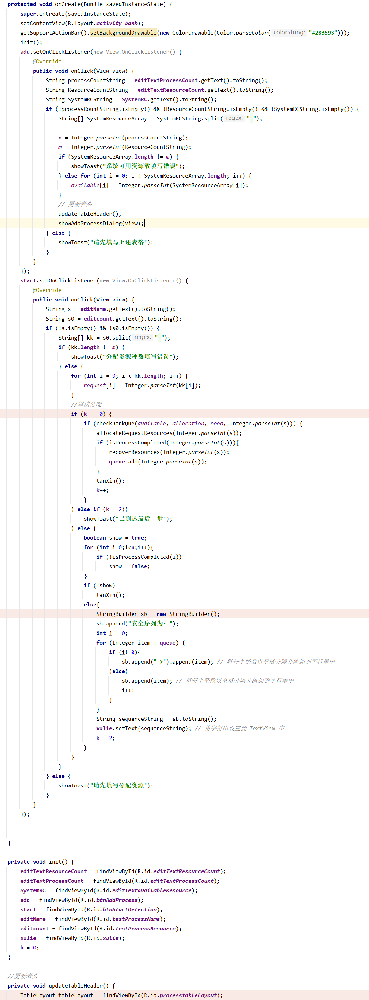 protected void onCreate(Bundle savedInstanceState) {
    super.onCreate(savedInstanceState);
    setContentView(R.layout.activity_bank);
    getSupportActionBar().setBackgroundDrawable(new ColorDrawable(Color.parseColor( colorString: "#283593")));
    init();
    add.setOnClickListener(new View.OnClickListener() {
        @Override
        public void onClick(View view) {
            String processCountString = editTextProcessCount.getText().toString();
            String ResourceCountString = editTextResourceCount.getText().toString();
            String SystemRCString = SystemRC.getText().toString();
            if (!processCountString.isEmpty() && !ResourceCountString.isEmpty() && !SystemRCString.isEmpty()) {
                String[] SystemResourceArray = SystemRCString.split( regex: " ");
                n = Integer.parseInt(processCountString);
                m = Integer.parseInt(ResourceCountString);
                if (SystemResourceArray.length != m) {
                    showToast("系统可用资源数填写错误");
                } else for (int i = 0; i < SystemResourceArray.length; i++) {
                    available[i] = Integer.parseInt(SystemResourceArray[i]);
                }
                // 更新表头
                updateTableHeader();
                showAddProcessDialog(view);
            } else {
                showToast("请先填写上述表格");
            }
        }
    });
    start.setOnClickListener(new View.OnClickListener() {
        @Override
        public void onClick(View view) {
            String s = editName.getText().toString();
            String s0 = editcount.getText().toString();
            if (!s.isEmpty() && !s0.isEmpty()) {
                String[] kk = s0.split( regex: " ");
                if (kk.length != m) {
                    showToast("分配资源种数填写错误");
                } else {
                    for (int i = 0; i < kk.length; i++) {
                        request[i] = Integer.parseInt(kk[i]);
                    }
                    //算法分配
                    if (k == 0) {
                        if (checkBankQue(available, allocation, need, Integer.parseInt(s))) {
                            allocateRequestResources(Integer.parseInt(s));
                            if (isProcessCompleted(Integer.parseInt(s))){
                                recoverResources(Integer.parseInt(s));
                                queue.add(Integer.parseInt(s));
                            }
                            tanXin();
                            k++;
                        }
                    } else if (k ==2){
                        showToast("已到达最后一步");
                    } else {
                        boolean show = true;
                        for (int i=0;i<n;i++){
                            if (!isProcessCompleted(i))
                                show = false;
                        }
                        if (!show)
                            tanXin();
                        else{
                            StringBuilder sb = new StringBuilder();
                            sb.append("安全序列为：");
                            int i = 0;
                            for (Integer item : queue) {
                                if (i!=0){
                                    sb.append("->").append(item); // 将每个整数以空格分隔并添加到字符串中
                                }else{
                                    sb.append(item); // 将每个整数以空格分隔并添加到字符串中
                                    i++;
                                }
                            }
                            String sequenceString = sb.toString();
                            xulie.setText(sequenceString); // 将字符串设置到 TextView 中
                            k = 2;
                        }
                    }
                }
            } else {
                showToast("请先填写分配资源");
            }
        }
    });
}
private void init() {
    editTextResourceCount = findViewById(R.id.editTextResourceCount);
    editTextProcessCount = findViewById(R.id.editTextProcessCount);
    SystemRC = findViewById(R.id.editTextAvailableResource);
    add = findViewById(R.id.btnAddProcess);
    start = findViewById(R.id.btnStartDetection);
    editName = findViewById(R.id.testProcessName);
    editcount = findViewById(R.id.testProcessResource);
    xulie = findViewById(R.id.xulie);
    k = 0;
}
//更新表头
private void updateTableHeader() {
    TableLayout tableLayout = findViewById(R.id.processtableLayout);